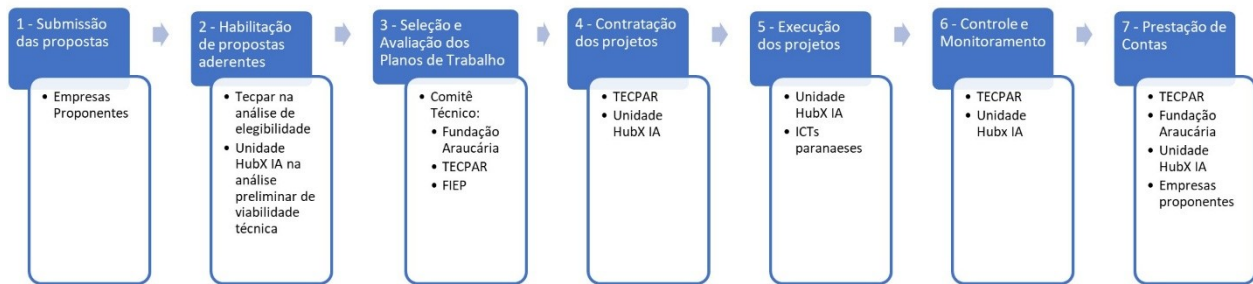 1 - Submissão
das propostas
• Empresas
Proponentes
2 - Habilitação
de propostas
aderentes
• Tecpar na
análise de
elegibilidade
• Unidade
HubX IA na
análise
preliminar de
viabilidade
técnica
3 - Seleção e
Avaliação dos
Planos de Trabalho
• Comitê
Técnico:
• Fundação
Araucária
• TECPAR
• FIEP
4 - Contratação
dos projetos
• TECPAR
• Unidade
HubX IA
5 - Execução
dos projetos
• Unidade
HubX IA
• ICTs
paranaeses
6 - Controle e
Monitoramento
• TECPAR
• Unidade
Hubx IA
7 - Prestação de
Contas
• TECPAR
• Fundação
Araucária
• Unidade
HubX IA
• Empresas
proponentes